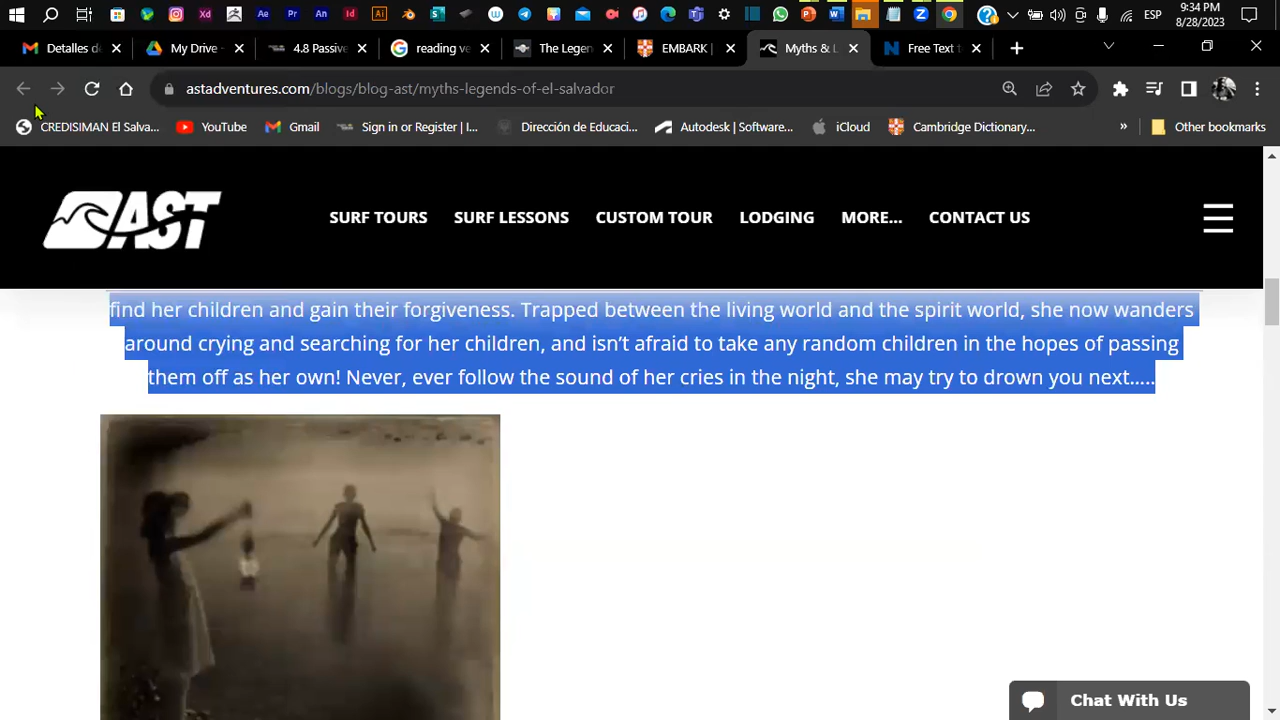 ESP
9:34 PM
8/28/2023
Detalles d
My Drive -
4.8 Passive
reading ve
The Legen
EMBARK |
Myths & L
Free Text t
astadventures.com/blogs/blog-ast/myths-legends-of-el-salvador
CREDISIMAN El Salva...
YouTube
Gmail
Sign in or Register | I...
Dirección de Educaci...
Autodesk | Software...
iCloud
Cambridge Dictionary...
»
Other bookmarks
AST
SURF TOURS
SURF LESSONS
CUSTOM TOUR
LODGING
MORE...
CONTACT US
find her children and gain their forgiveness. Trapped between the living world and the spirit world, she now wanders
around crying and searching for her children, and isn’t afraid to take any random children in the hopes of passing
them off as her own! Never, ever follow the sound of her cries in the night, she may try to drown you next…..
Chat With Us